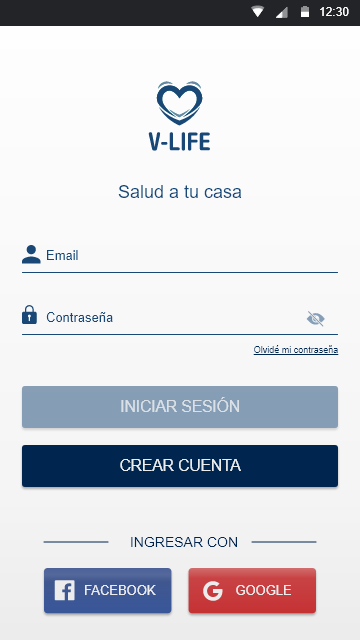 12:30
V-LIFE
Salud a tu casa
Email
Contraseña
Olvidé mi contraseña
INICIAR SESIÓN
CREAR CUENTA
INGRESAR CON
FACEBOOK
GOOGLE